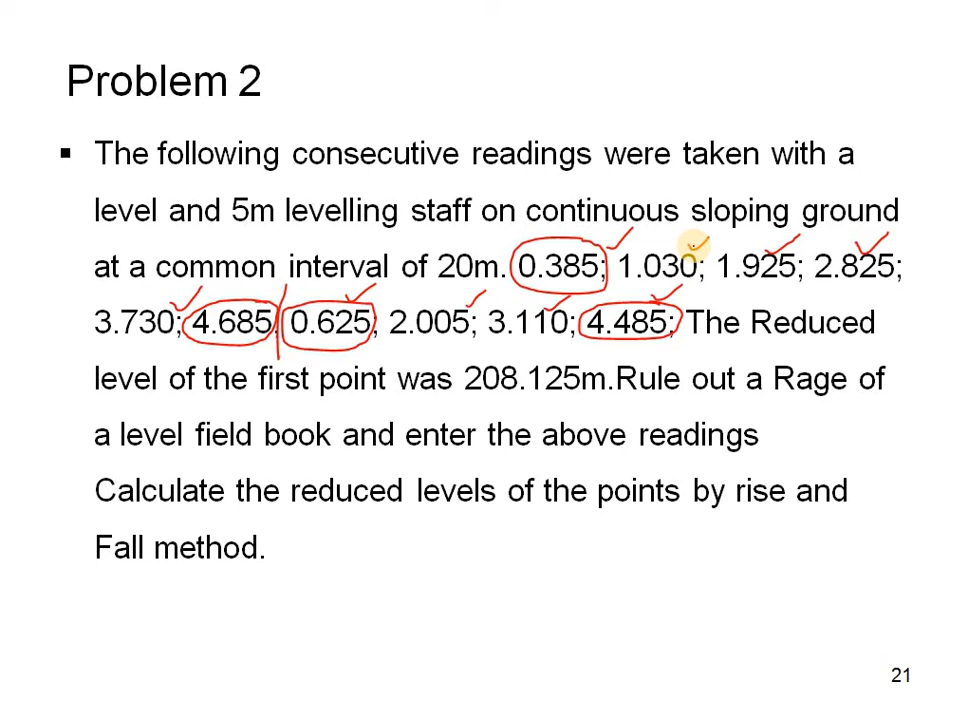 Problem 2
▪ The following consecutive readings were taken with a
level and 5m levelling staff on continuous sloping ground
at a common interval of 20m. 0.385; 1.030; 1.925; 2.825;
3.730; 4.685; 0.625; 2.005; 3.110; 4.485; The Reduced
level of the first point was 208.125m.Rule out a Rage of
a level field book and enter the above readings
Calculate the reduced levels of the points by rise and
Fall method.
21